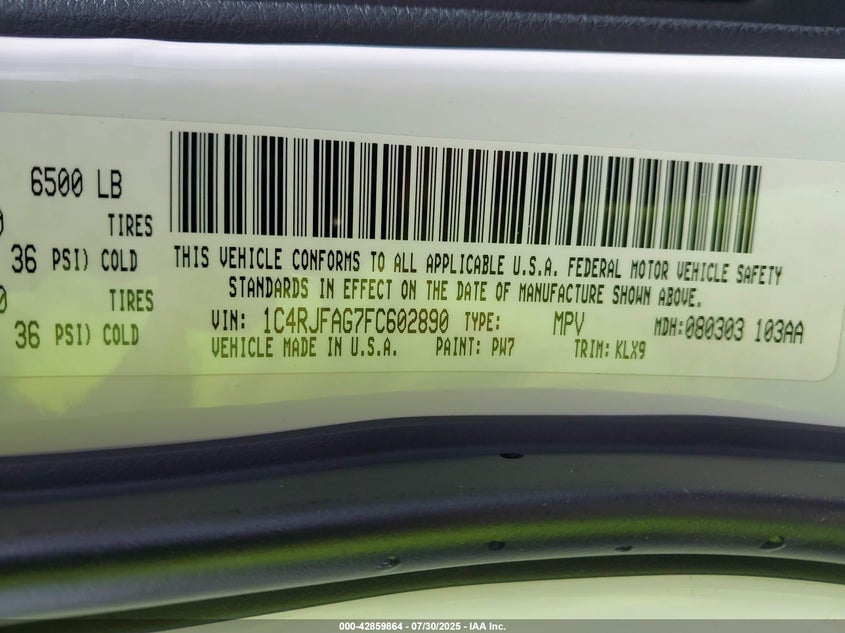 6500 LB
0 TIRES
36 PSI) COLD
0 TIRES
36 PSI) COLD
THIS VEHICLE CONFORMS TO ALL APPLICABLE U.S.A. FEDERAL MOTOR VEHICLE SAFETY
STANDARDS IN EFFECT ON THE DATE OF MANUFACTURE SHOWN ABOVE.
VIN: 1C4RJFAG7FC602890 TYPE: MPV MDH:080303 103AA
VEHICLE MADE IN U.S.A. PAINT: PW7 TRIM: KLX9
000-42859864 / 07/30/2025 - IAA Inc.